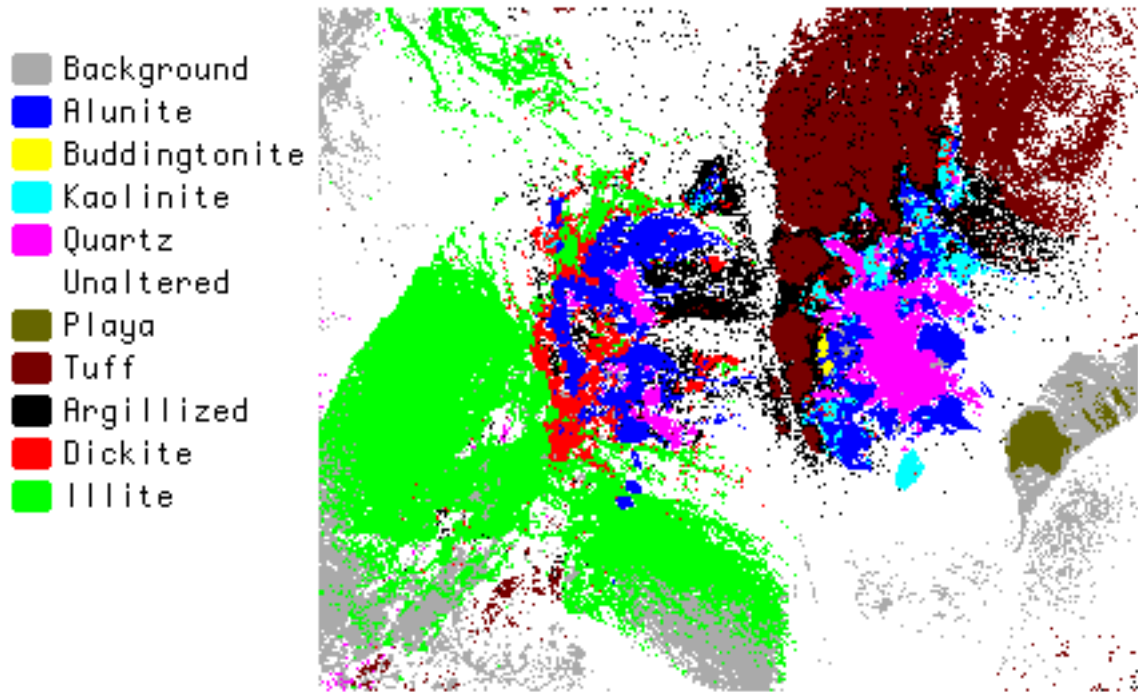 Background
Alunite
Buddingtonite
Kaolinite
Quartz
Unaltered
Playa
Tuff
Argillized
Dickite
Illite